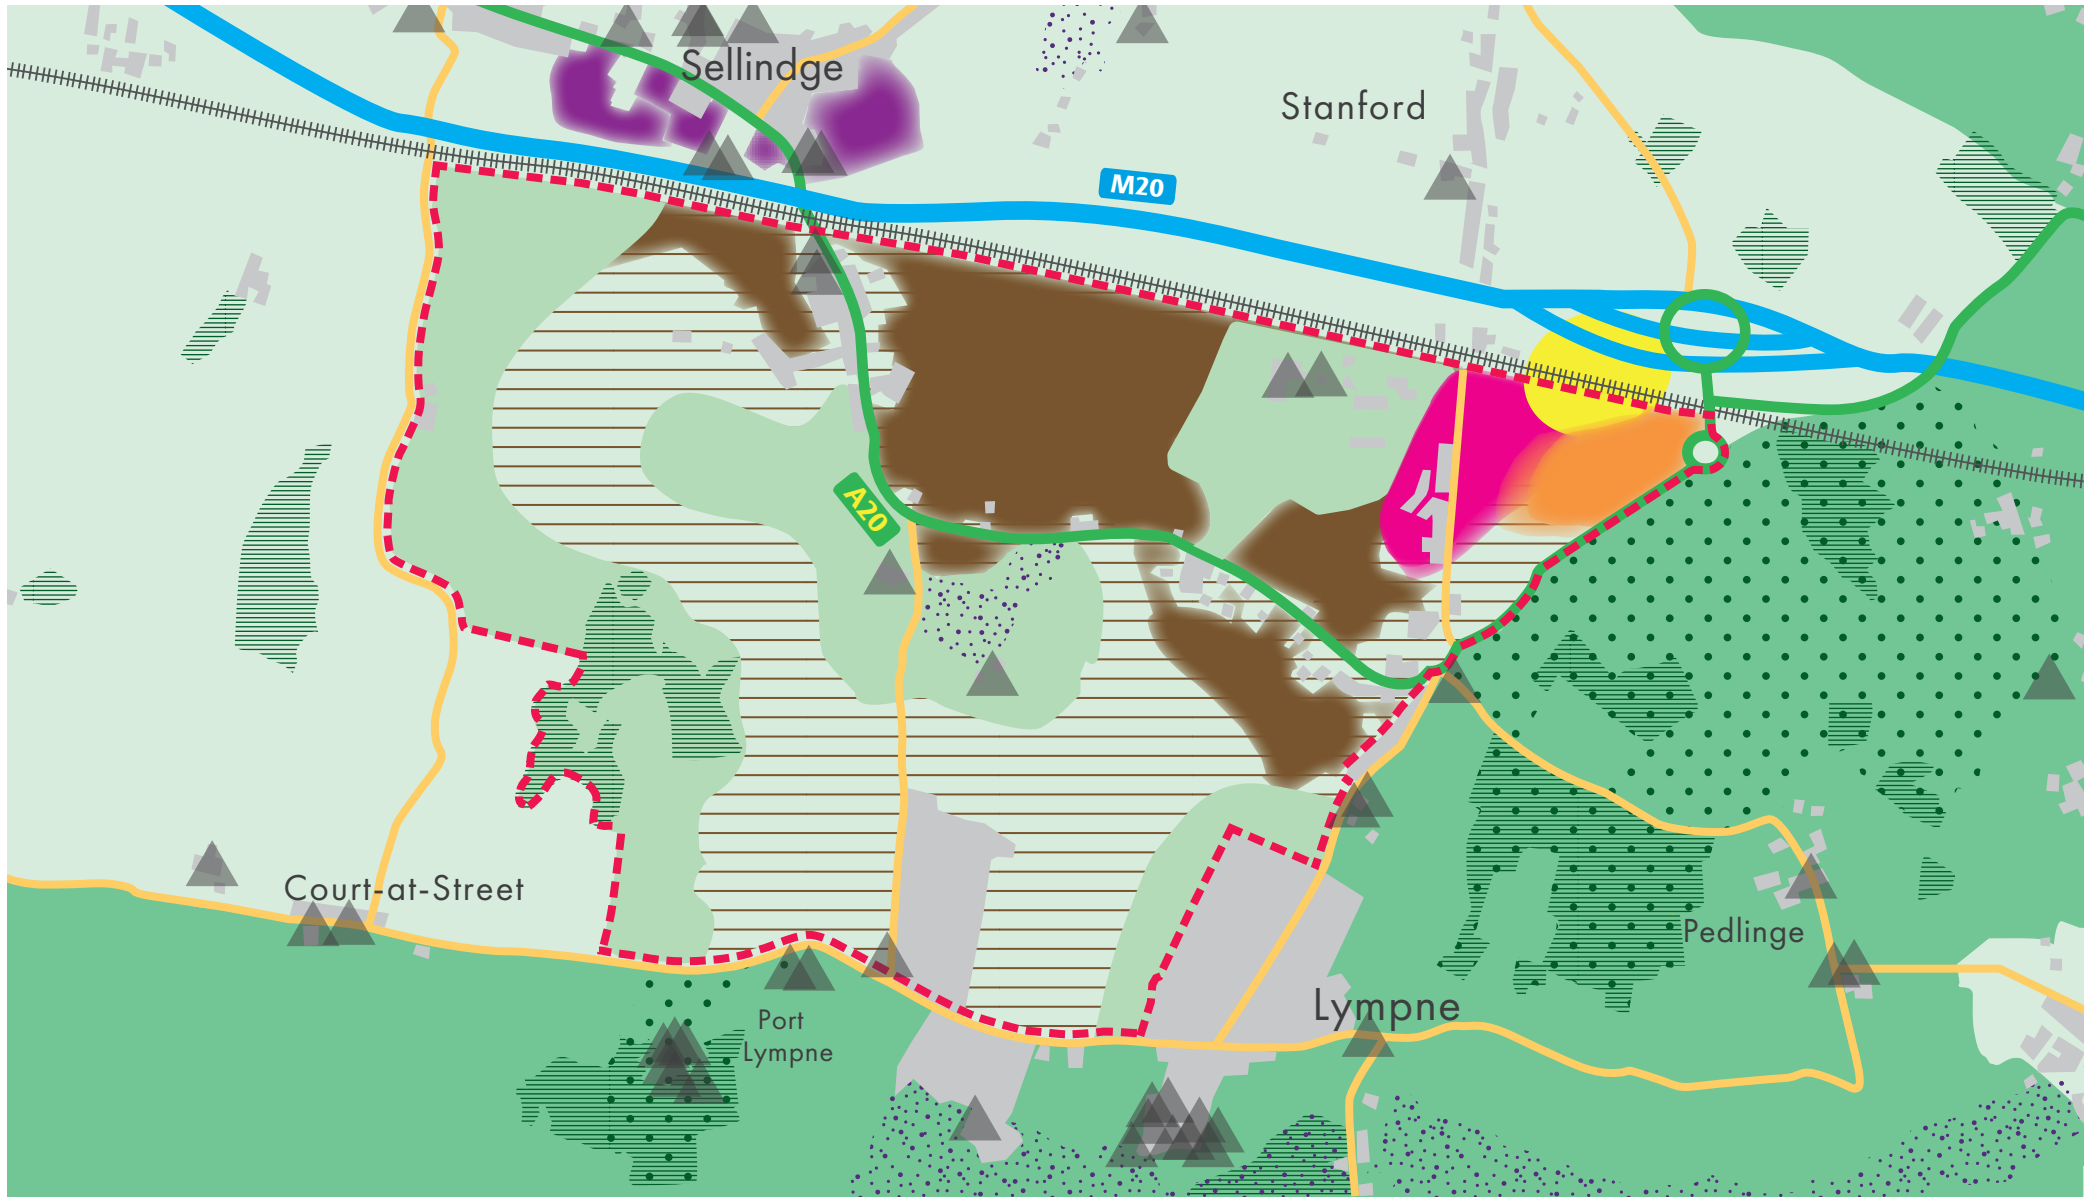 Sellindge
Stanford
M20
A20
Court-at-Street
Pedlinge
Lympne
Port
Lympne